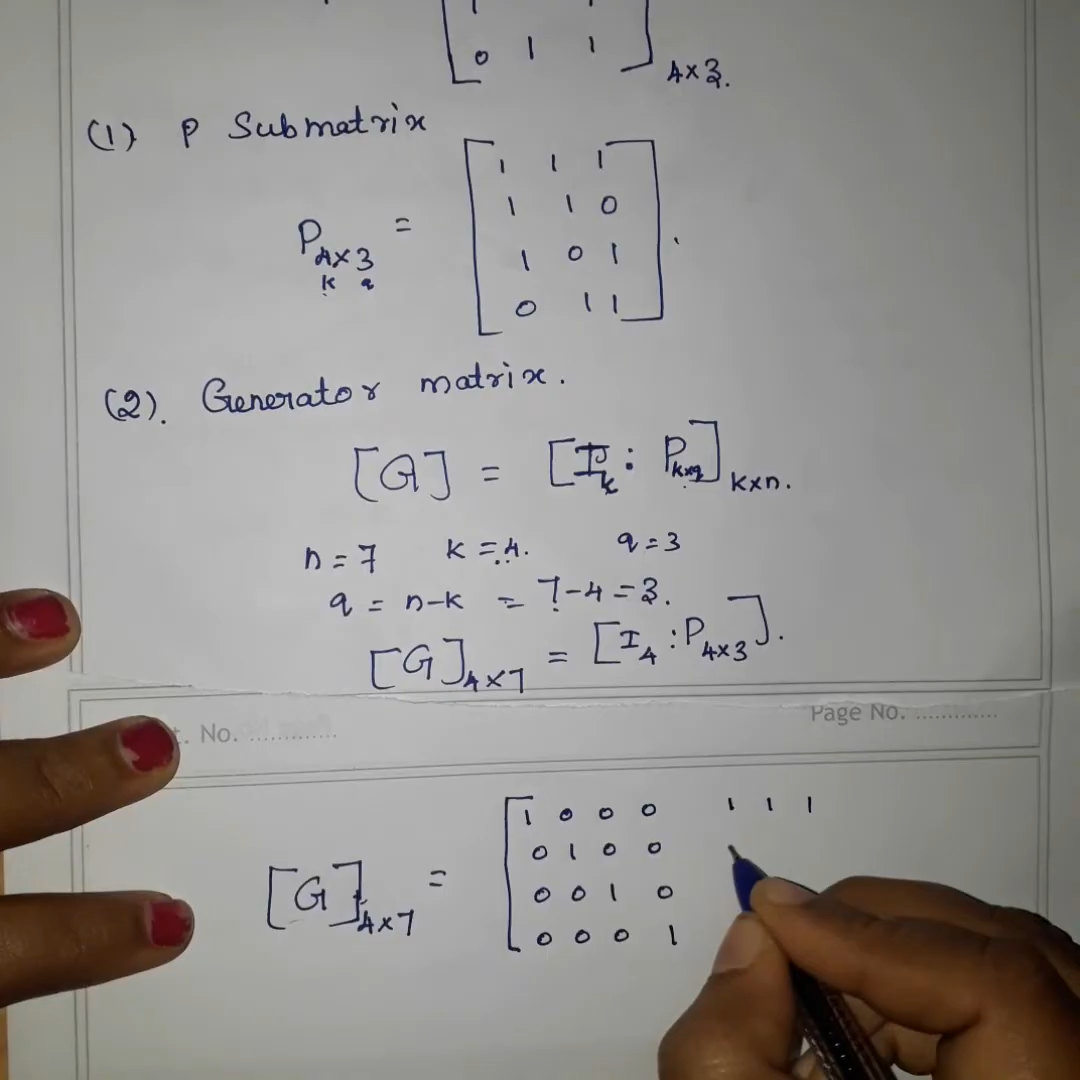 0 1 1
4×3.
(1) P Submatrix
1 1 1
1 1 0
P4×3 = 1 0 1
k q
0 1 1
(2). Generator matrix.
[G] = [Ik : Pk×q]k×n.
n = 7 k = 4. q = 3
q = n-k = 7-4 = 3.
[G]4×7 = [I4 : P4×3].
Page No. .............
. No. .............
1 0 0 0 1 1 1
0 1 0 0
[G]4×7 = 0 0 1 0
0 0 0 1